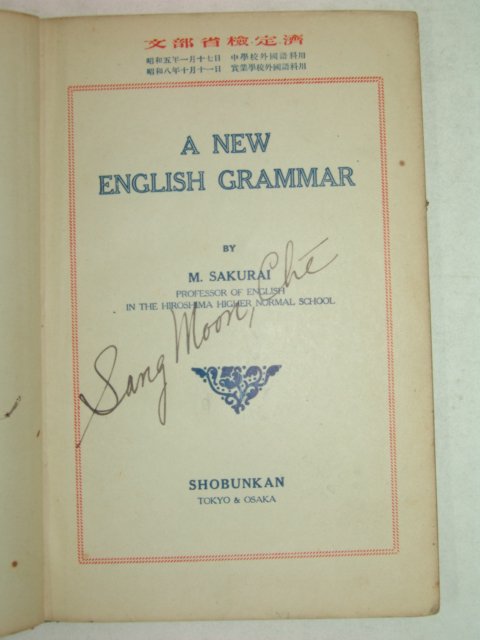 文部省檢定濟
昭和五年一月十七日 中學校外國語科用
昭和八年十月十一日 實業學校外國語科用
A NEW
ENGLISH GRAMMAR
BY
M. SAKURAI
PROFESSOR OF ENGLISH
IN THE HIROSHIMA HIGHER NORMAL SCHOOL
Sang Moon, Chē
SHOBUNKAN
TOKYO & OSAKA